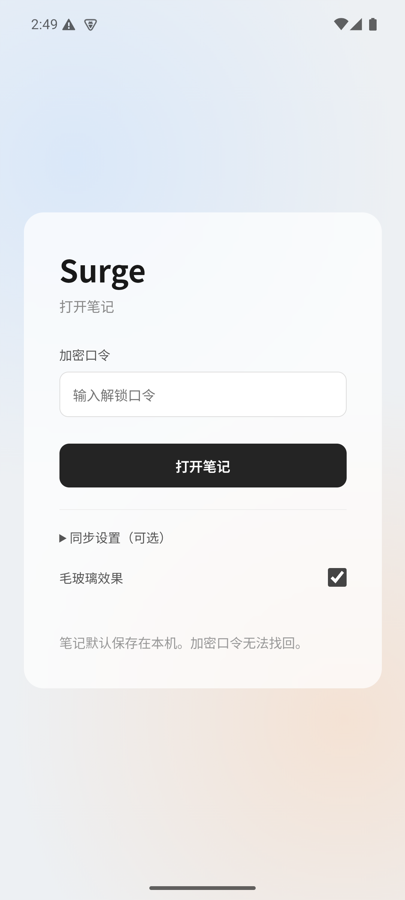 2:49
Surge
打开笔记
加密口令
输入解锁口令
打开笔记
同步设置（可选）
毛玻璃效果
笔记默认保存在本机。加密口令无法找回。